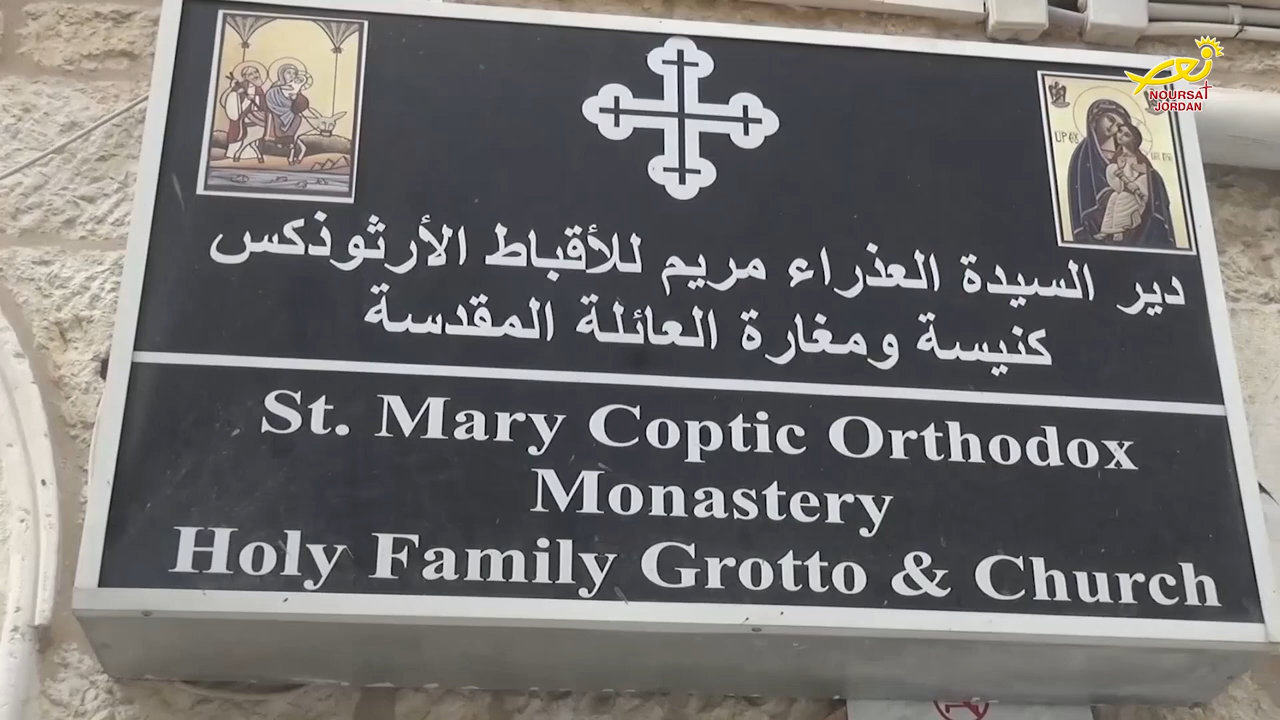 نور
NOURSAT
JORDAN
دير السيدة العذراء مريم للأقباط الأرثوذكس
كنيسة ومغارة العائلة المقدسة
St. Mary Coptic Orthodox
Monastery
Holy Family Grotto & Church